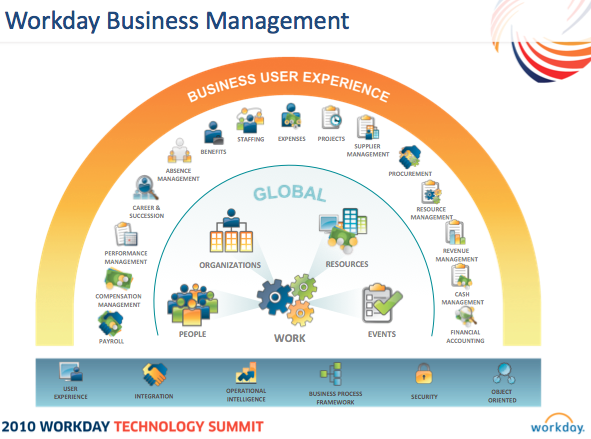 Workday Business Management
BUSINESS USER EXPERIENCE
PAYROLL
COMPENSATION
MANAGEMENT
PERFORMANCE
MANAGEMENT
CAREER &
SUCCESSION
ABSENCE
MANAGEMENT
BENEFITS
STAFFING
EXPENSES
PROJECTS
SUPPLIER
MANAGEMENT
PROCUREMENT
RESOURCE
MANAGEMENT
REVENUE
MANAGEMENT
CASH
MANAGEMENT
FINANCIAL
ACCOUNTING
GLOBAL
ORGANIZATIONS
RESOURCES
PEOPLE
WORK
EVENTS
USER
EXPERIENCE
INTEGRATION
OPERATIONAL
INTELLIGENCE
BUSINESS PROCESS
FRAMEWORK
SECURITY
OBJECT
ORIENTED
2010 WORKDAY TECHNOLOGY SUMMIT
workday.